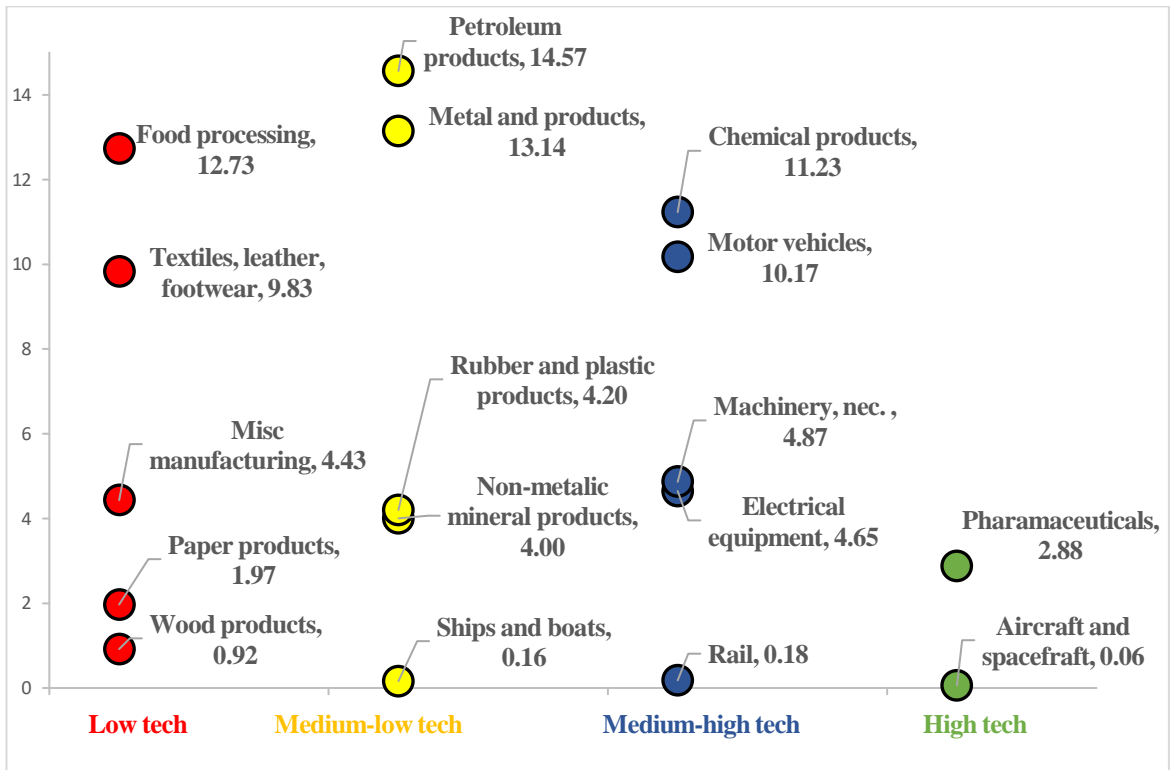 14
12
10
8
6
4
2
0
Petroleum
products, 14.57
Metal and products,
13.14
Food processing,
12.73
Chemical products,
11.23
Motor vehicles,
10.17
Textiles, leather,
footwear, 9.83
Rubber and plastic
products, 4.20
Machinery, nec. ,
4.87
Misc
manufacturing, 4.43
Non-metalic
mineral products,
4.00
Electrical
equipment, 4.65
Pharamaceuticals,
2.88
Paper products,
1.97
Wood products,
0.92
Ships and boats,
0.16
Rail, 0.18
Aircraft and
spacefraft, 0.06
Low tech
Medium-low tech
Medium-high tech
High tech